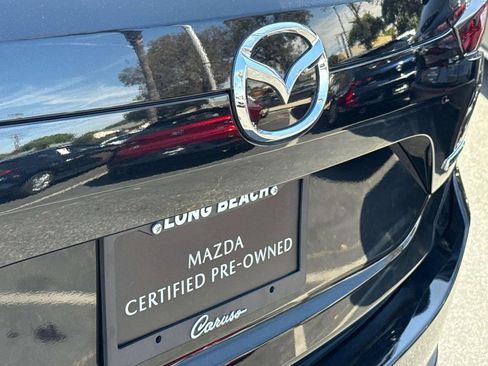 LONG BEACH
MAZDA
CERTIFIED PRE-OWNED
Caruso